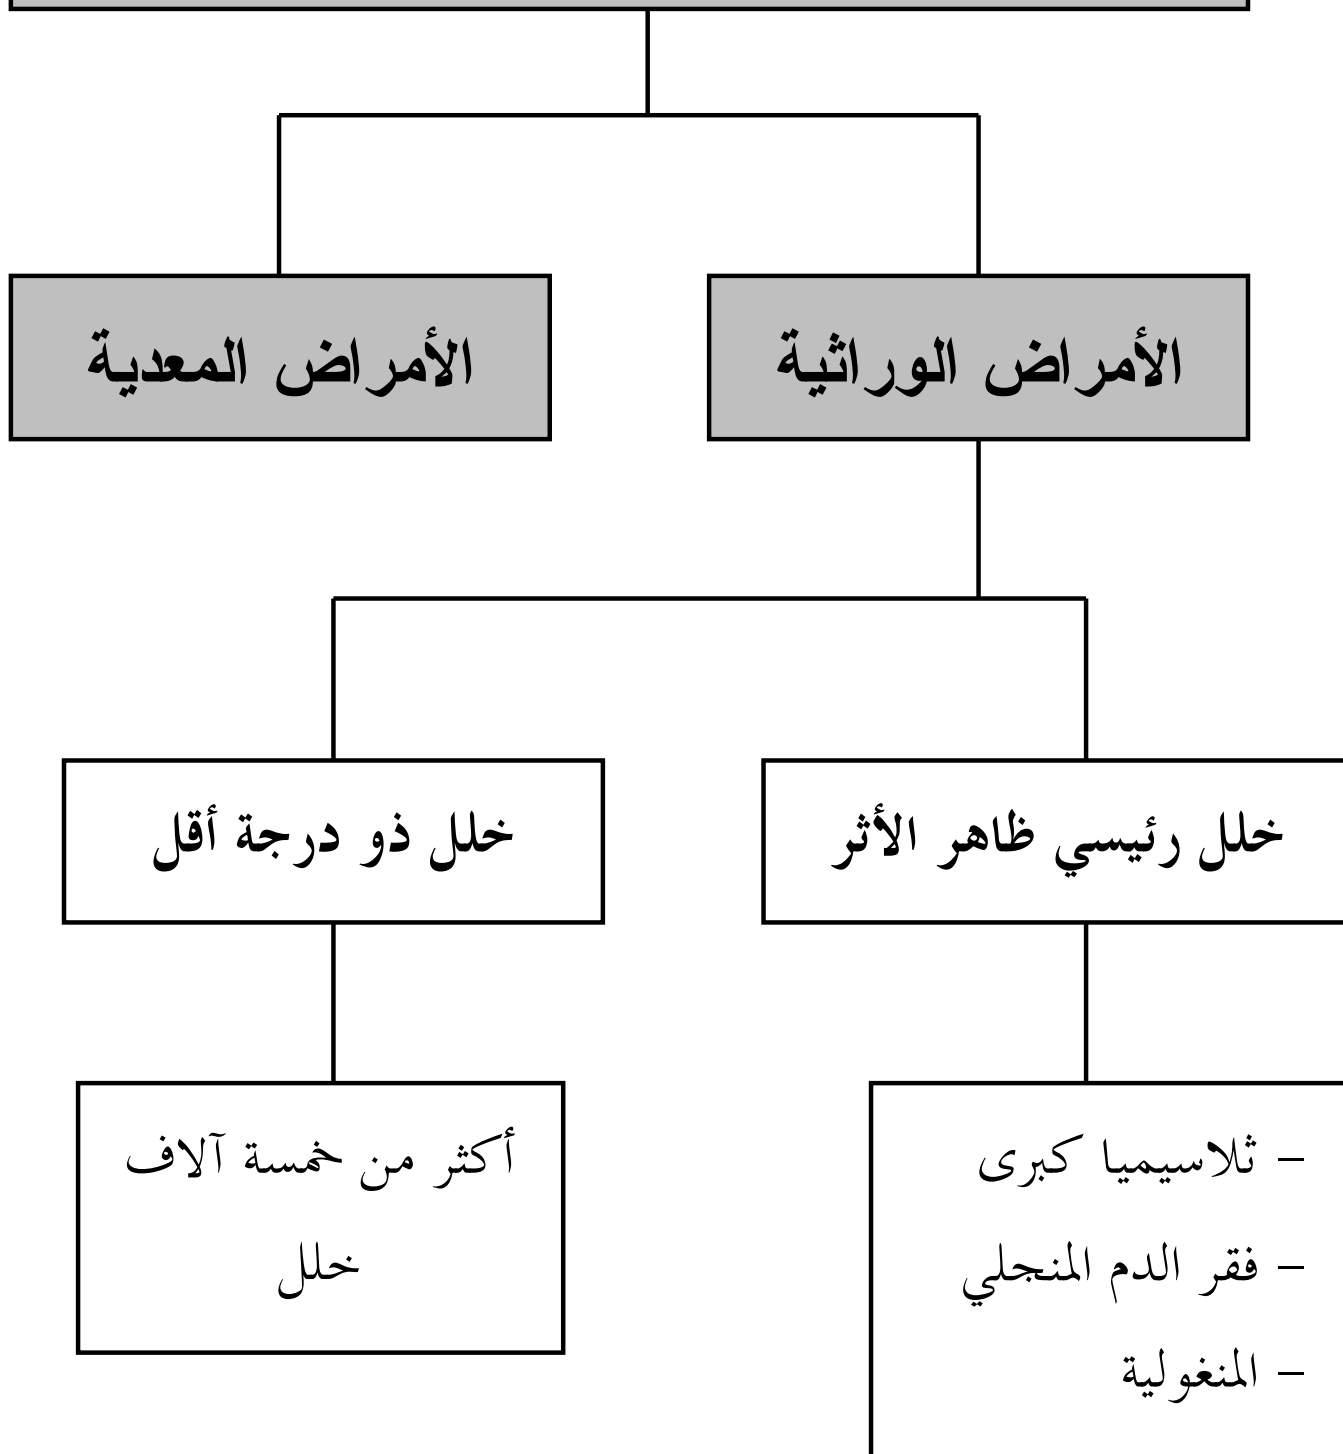 الأمراض الوراثية
الأمراض المعدية
خلل رئيسي ظاهر الأثر
خلل ذو درجة أقل
– ثلاسيميا كبرى
– فقر الدم المنجلي
– المنغولية
أكثر من خمسة آلاف
خلل